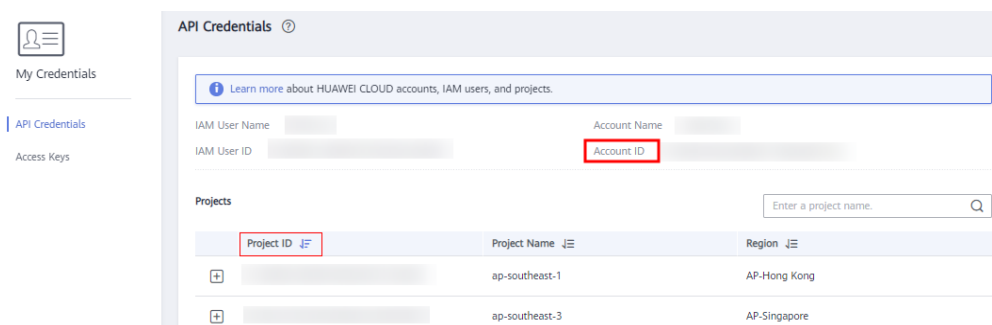 API Credentials ?
My Credentials
Learn more about HUAWEI CLOUD accounts, IAM users, and projects.
API Credentials
IAM User Name
Account Name
Access Keys
IAM User ID
Account ID
Projects
Enter a project name.
Project ID
Project Name
Region
ap-southeast-1
AP-Hong Kong
ap-southeast-3
AP-Singapore